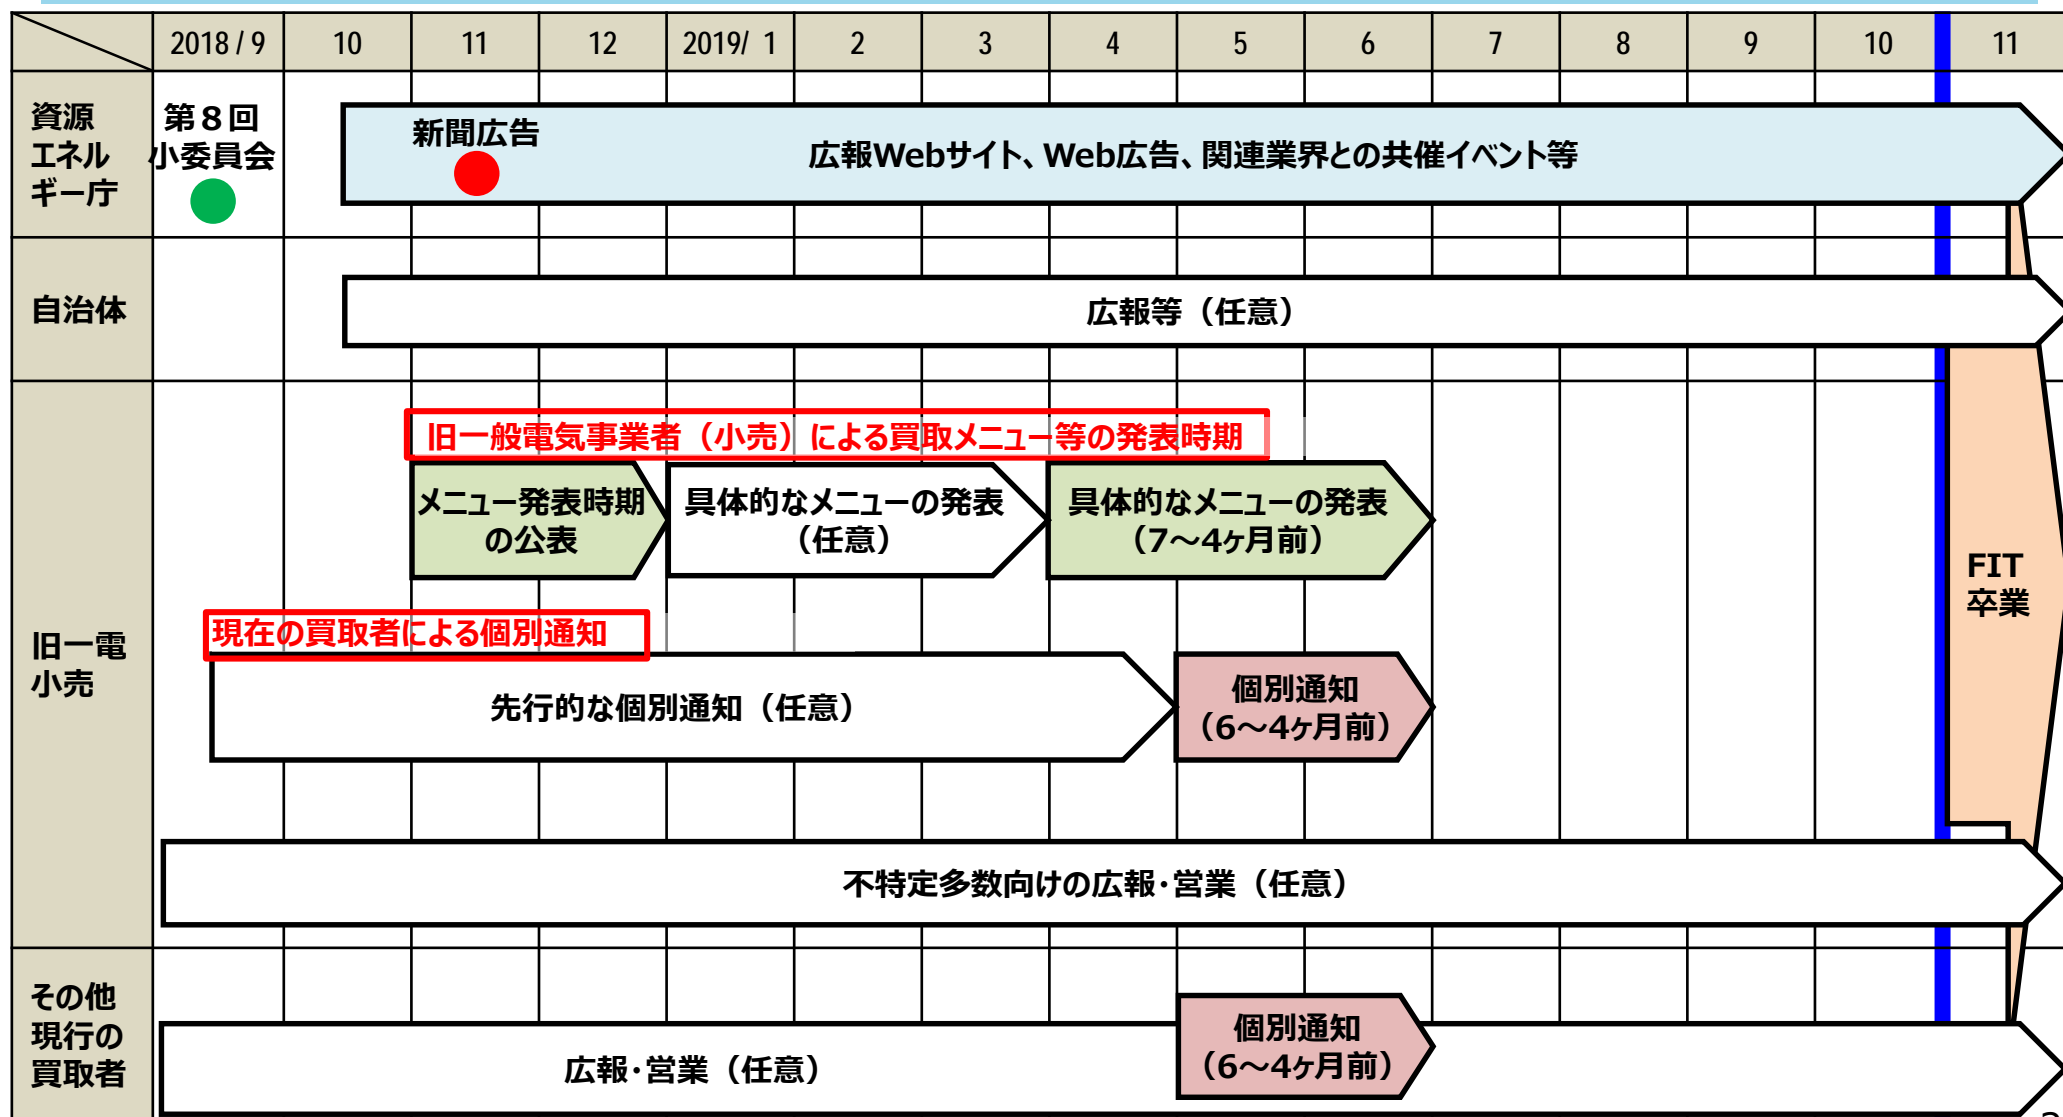 2018 / 9 10 11 12 2019/ 1 2 3 4 5 6 7 8 9 10 11
資源
エネル
ギー庁
第８回
小委員会
新聞広告
広報Webサイト、Web広告、関連業界との共催イベント等
自治体
広報等（任意）
旧一電
小売
旧一般電気事業者（小売）による買取メニュー等の発表時期
メニュー発表時期
の公表
具体的なメニューの発表
（任意）
具体的なメニューの発表
（7～4ヶ月前）
現在の買取者による個別通知
先行的な個別通知（任意）
個別通知
（6～4ヶ月前）
FIT
卒業
不特定多数向けの広報・営業（任意）
その他
現行の
買取者
広報・営業（任意）
個別通知
（6～4ヶ月前）